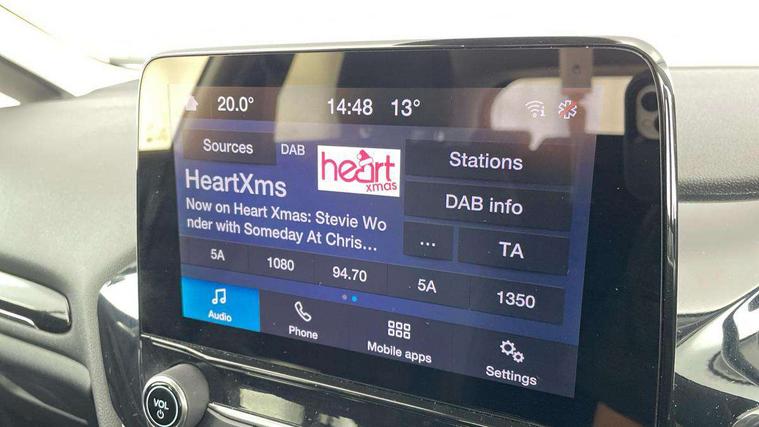 20.0° 14:48 13°
Sources DAB
heart
xmas
Stations
HeartXms
Now on Heart Xmas: Stevie Wo
nder with Someday At Chris...
DAB info
... TA
5A 1080 94.70 5A 1350
Audio Phone Mobile apps Settings
VOL